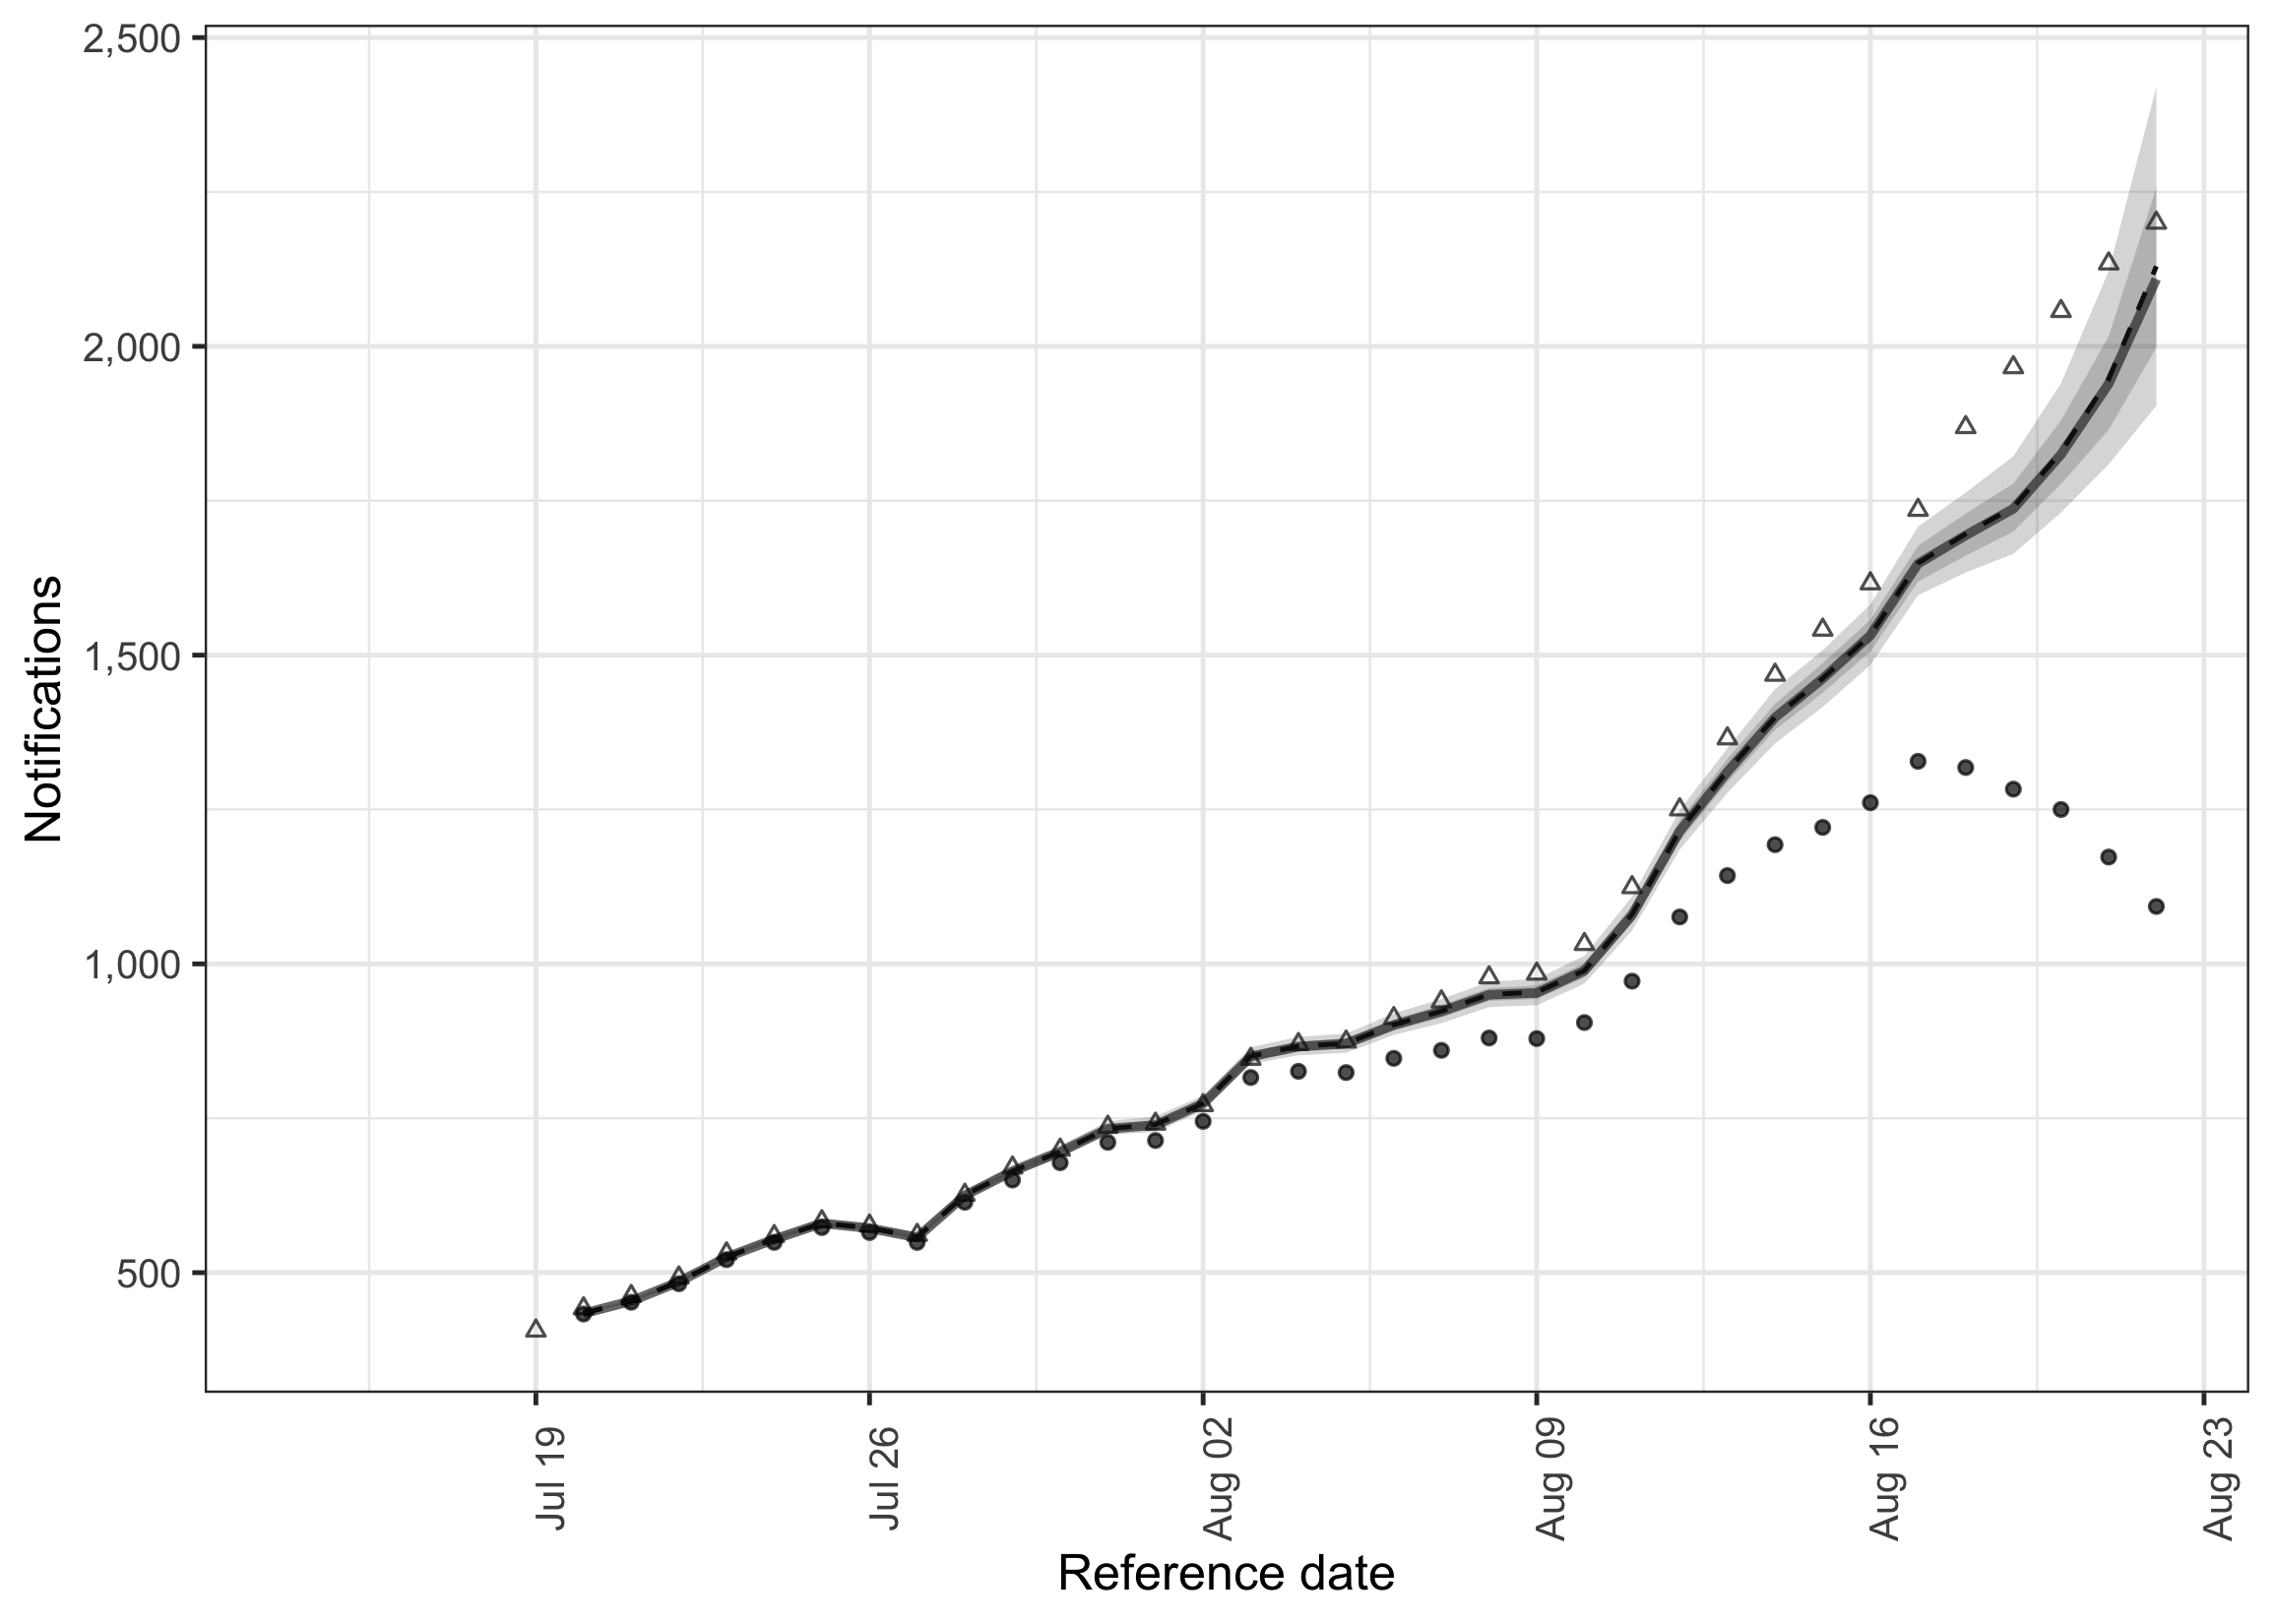 Notifications
2,500
2,000
1,500
1,000
500
Jul 19
Jul 26
Aug 02
Aug 09
Aug 16
Aug 23
Reference date